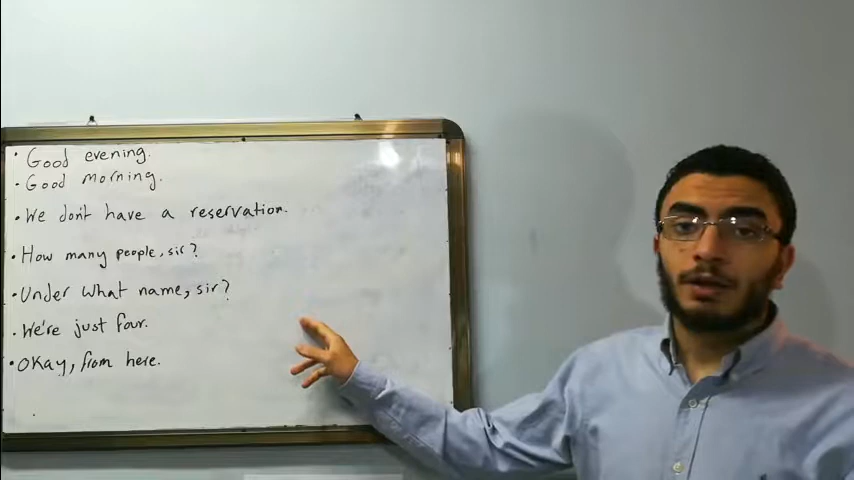 • Good evening.
• Good morning.
• We don't have a reservation.
• How many people, sir?
• Under what name, sir?
• We're just four.
• Okay, from here.